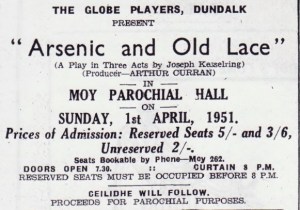 THE GLOBE PLAYERS, DUNDALK
PRESENT
"Arsenic and Old Lace"
(A Play in Three Acts by Joseph Keiselring)
(Producer—ARTHUR CURRAN)
IN
MOY PAROCHIAL HALL
ON
SUNDAY, 1st APRIL, 1951.
Prices of Admission: Reserved Seats 5/- and 3/6,
Unreserved 2/-.
Seats Bookable by Phone—Moy 262.
DOORS OPEN 7.30. :: :: CURTAIN 8 P.M.
RESERVED SEATS MUST BE OCCUPIED BEFORE 8 P.M.
CEILIDHE WILL FOLLOW.
PROCEEDS FOR PAROCHIAL PURPOSES.